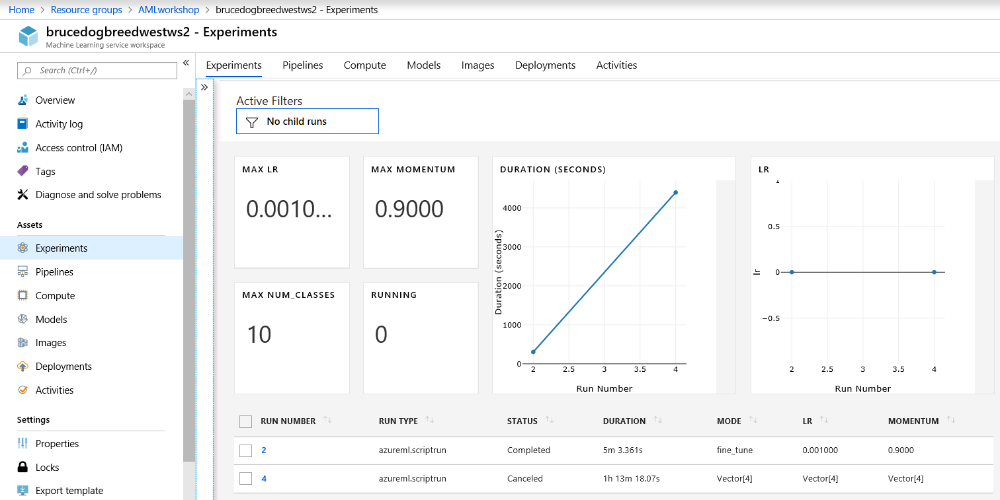 Home > Resource groups > AMLworkshop > brucedogbreedwestws2 - Experiments
brucedogbreedwestws2 - Experiments
Machine Learning service workspace
Search (Ctrl+/)
«
Overview
Activity log
Access control (IAM)
Tags
Diagnose and solve problems
Assets
Experiments
Pipelines
Compute
Models
Images
Deployments
Activities
Settings
Properties
Locks
Export template
Experiments Pipelines Compute Models Images Deployments Activities
»
Active Filters
No child runs
MAX LR
0.0010...
MAX MOMENTUM
0.9000
MAX NUM_CLASSES
10
RUNNING
0
DURATION (SECONDS)
Duration (seconds)
4000
3000
2000
1000
0
2 2.5 3 3.5 4
Run Number
LR
lr
1
0.5
0
−0.5
2 2.5 3 3.5 4
Run Number
RUN NUMBER RUN TYPE STATUS DURATION MODE LR MOMENTUM
2 azureml.scriptrun Completed 5m 3.361s fine_tune 0.001000 0.9000
4 azureml.scriptrun Canceled 1h 13m 18.07s Vector[4] Vector[4] Vector[4]